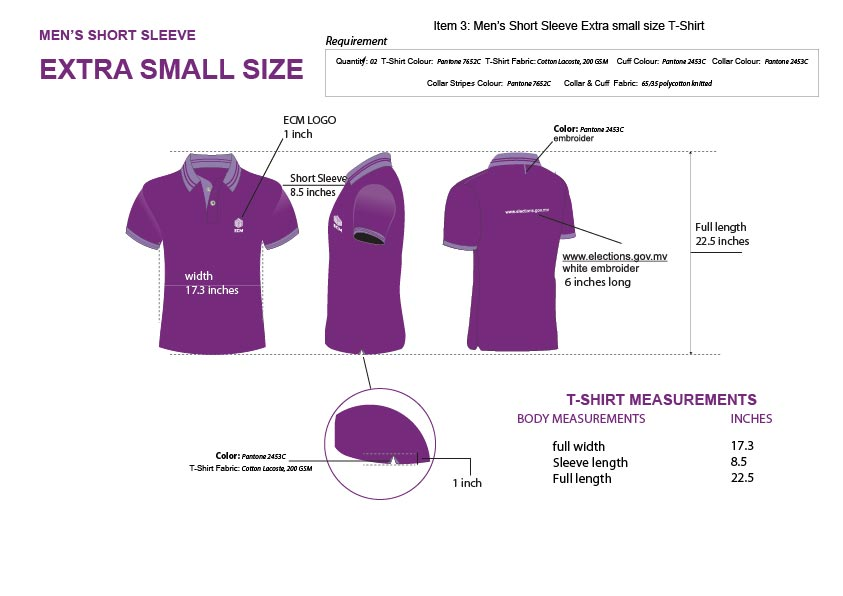 MEN'S SHORT SLEEVE
EXTRA SMALL SIZE
Item 3: Men's Short Sleeve Extra small size T-Shirt
Requirement
Quantity: 02 T-Shirt Colour: Pantone 7652C T-Shirt Fabric: Cotton Lacoste, 200 GSM Cuff Colour: Pantone 2453C Collar Colour: Pantone 2453C
Collar Stripes Colour: Pantone 7652C Collar & Cuff Fabric: 65/35 polycotton knitted
ECM LOGO
1 inch
Short Sleeve
8.5 inches
ECM
width
17.3 inches
ECM
Color: Pantone 2453C
embroider
www.elections.gov.mv
www.elections.gov.mv
white embroider
6 inches long
Full length
22.5 inches
Color: Pantone 2453C
T-Shirt Fabric: Cotton Lacoste, 200 GSM
1 inch
T-SHIRT MEASUREMENTS
BODY MEASUREMENTS INCHES
full width 17.3
Sleeve length 8.5
Full length 22.5